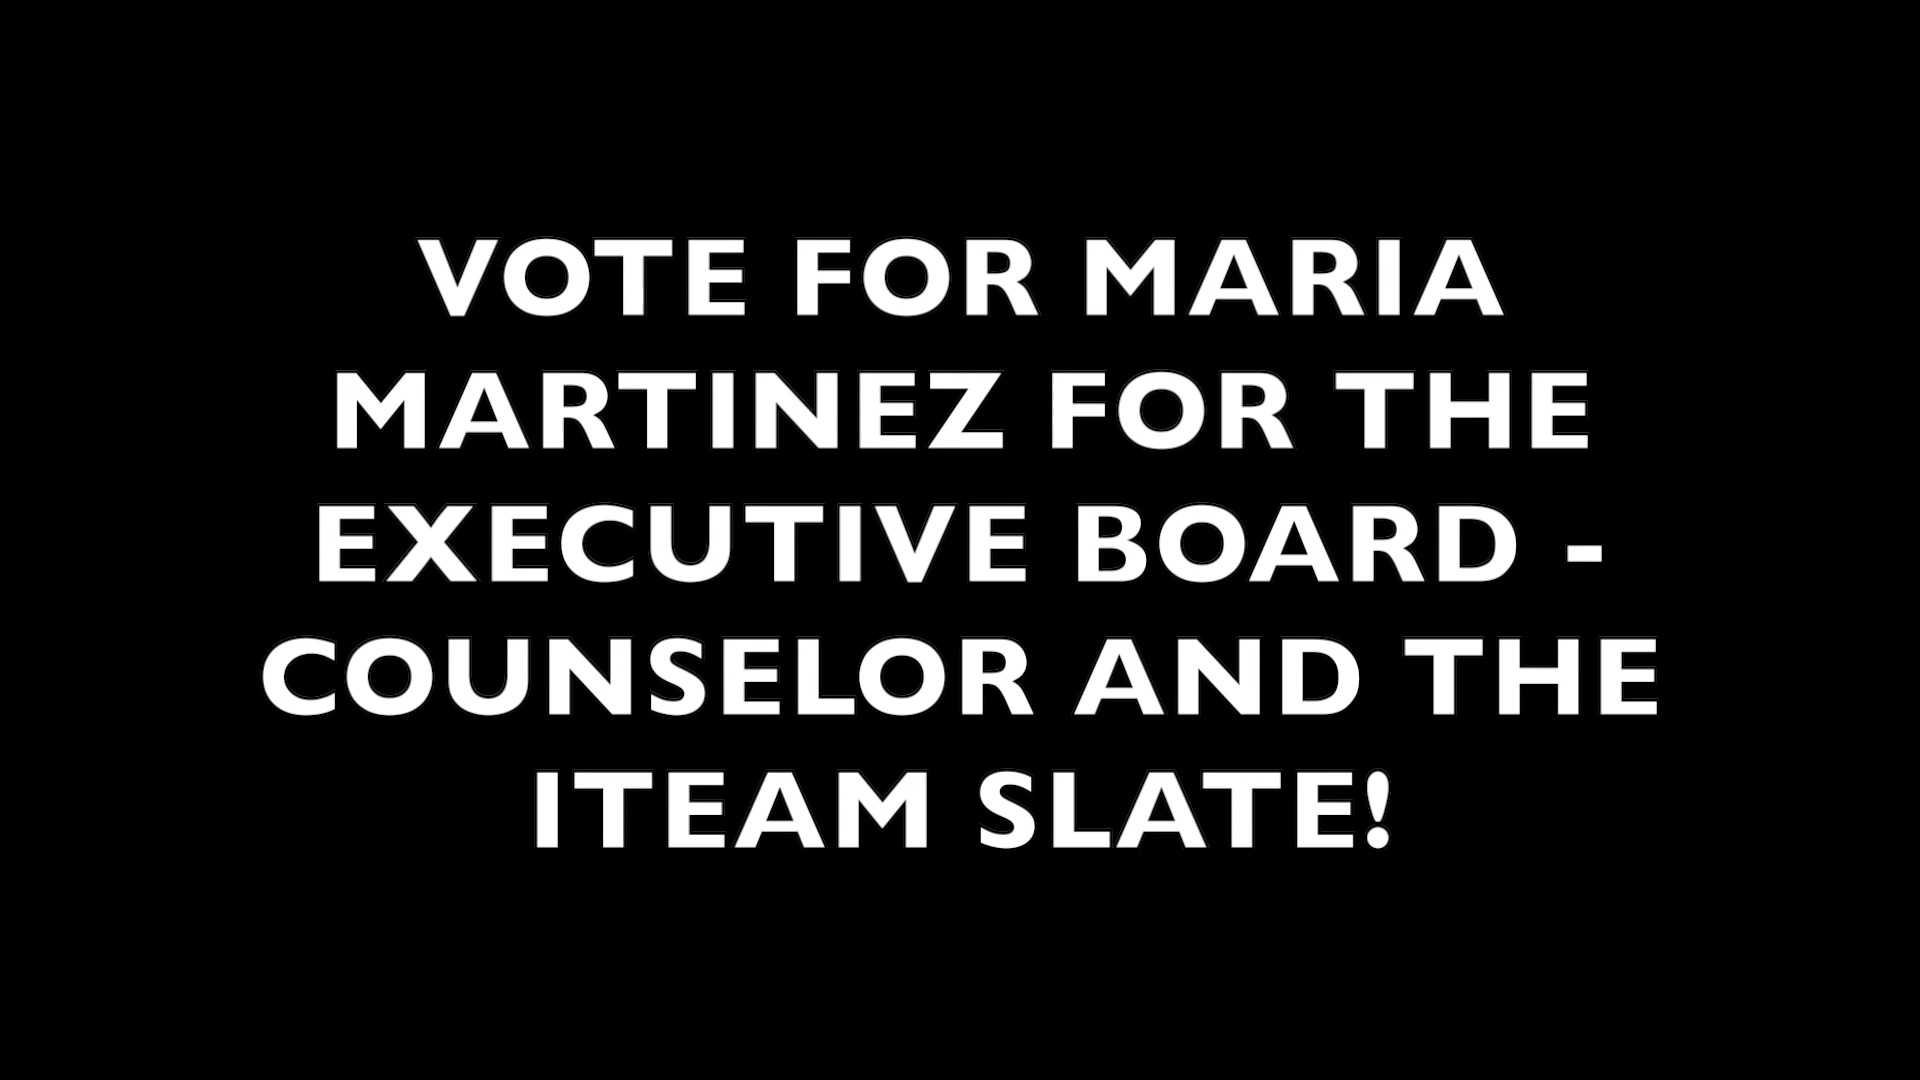 VOTE FOR MARIA
MARTINEZ FOR THE
EXECUTIVE BOARD -
COUNSELOR AND THE
ITEAM SLATE!